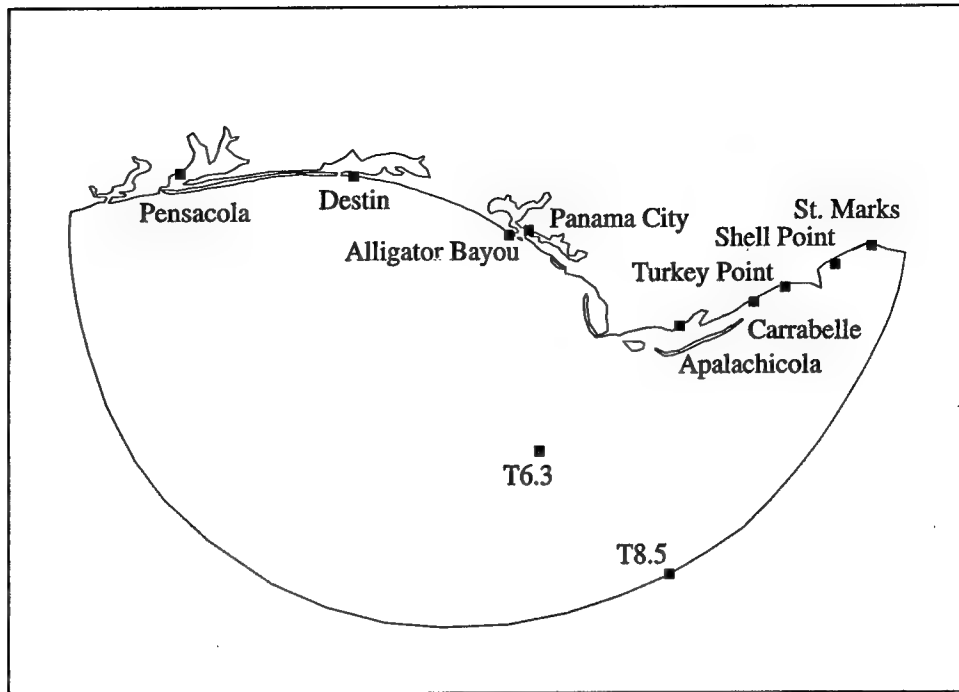 Pensacola
Destin
Alligator Bayou
Panama City
St. Marks
Shell Point
Turkey Point
Carrabelle
Apalachicola
T6.3
T8.5